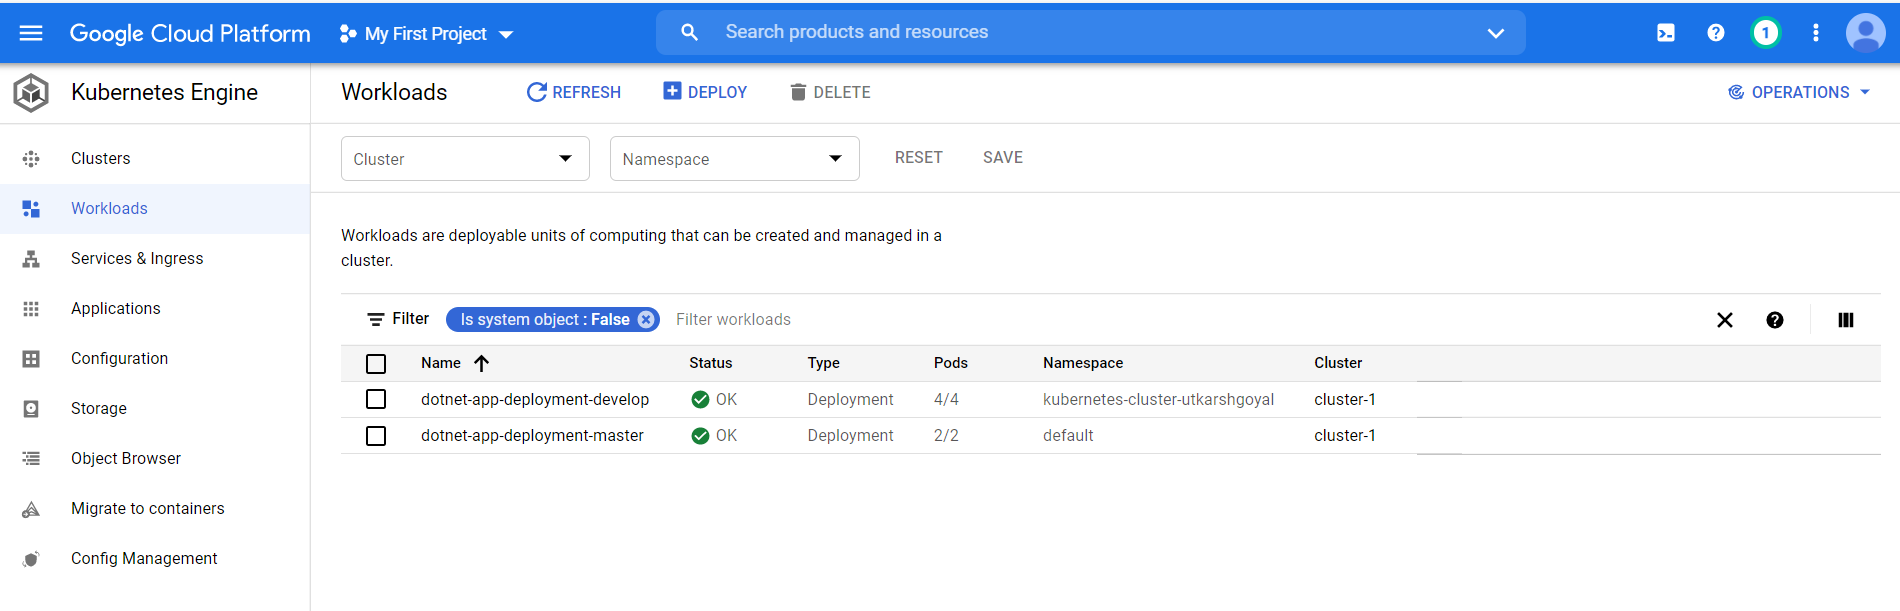 Google Cloud Platform My First Project Search products and resources 1
Kubernetes Engine
Clusters
Workloads
Services & Ingress
Applications
Configuration
Storage
Object Browser
Migrate to containers
Config Management
Workloads REFRESH DEPLOY DELETE OPERATIONS
Cluster Namespace RESET SAVE
Workloads are deployable units of computing that can be created and managed in a
cluster.
Filter Is system object : False Filter workloads
Name Status Type Pods Namespace Cluster
dotnet-app-deployment-develop OK Deployment 4/4 kubernetes-cluster-utkarshgoyal cluster-1
dotnet-app-deployment-master OK Deployment 2/2 default cluster-1